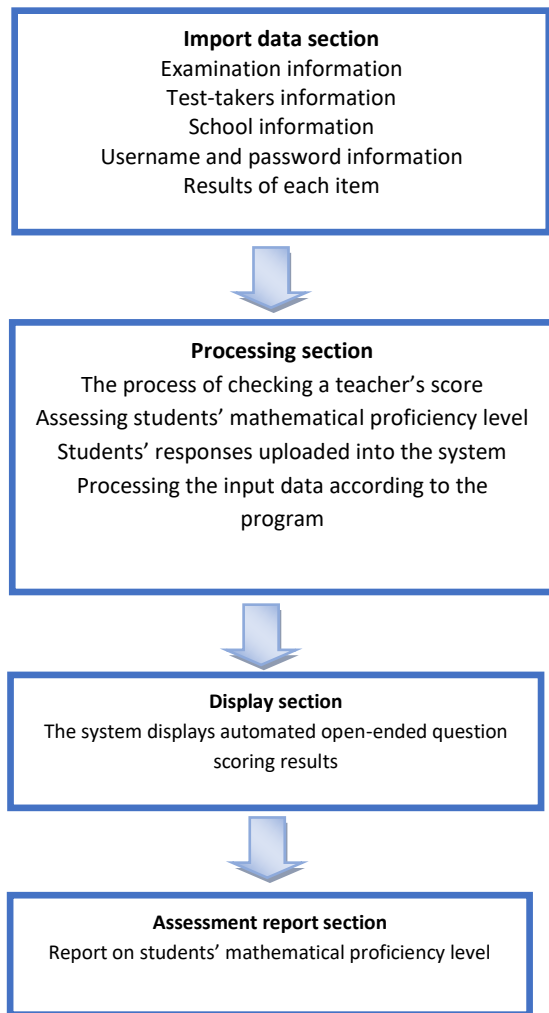 Import data section
Examination information
Test-takers information
School information
Username and password information
Results of each item
Processing section
The process of checking a teacher’s score
Assessing students’ mathematical proficiency level
Students’ responses uploaded into the system
Processing the input data according to the
program
Display section
The system displays automated open-ended question
scoring results
Assessment report section
Report on students’ mathematical proficiency level